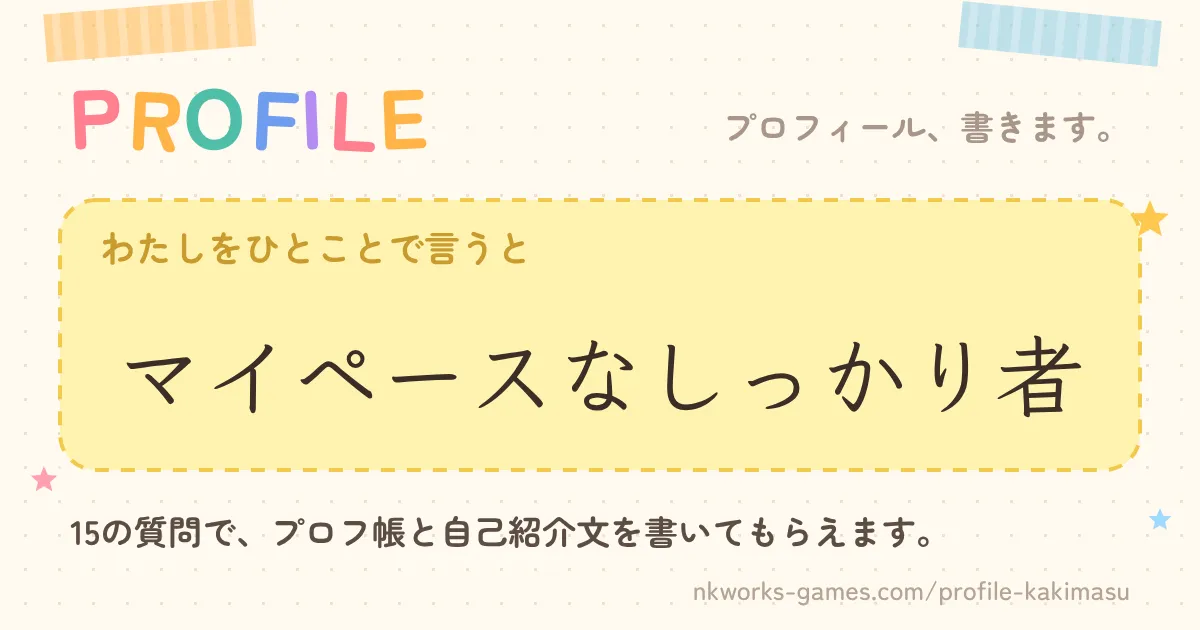 PROFILE
プロフィール、書きます。
わたしをひとことで言うと
マイペースなしっかり者
15の質問で、プロフ帳と自己紹介文を書いてもらえます。
nkworks-games.com/profile-kakimasu